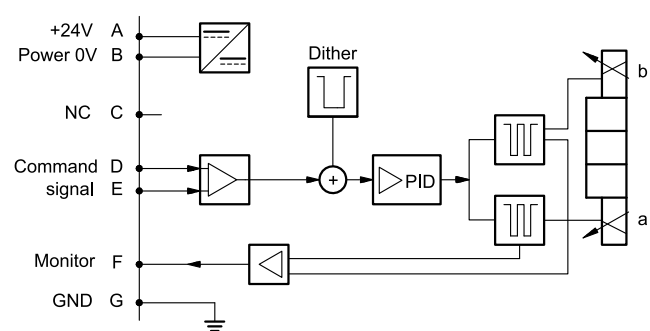 +24V A
Power 0V B
Dither
b
NC C
Command D
signal E
+
PID
a
Monitor F
GND G